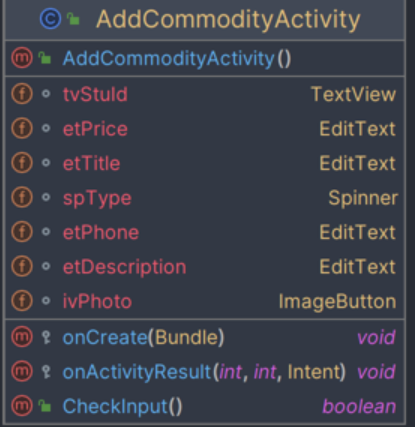 C AddCommodityActivity
m AddCommodityActivity()
f tvStuId TextView
f etPrice EditText
f etTitle EditText
f spType Spinner
f etPhone EditText
f etDescription EditText
f ivPhoto ImageButton
m onCreate(Bundle) void
m onActivityResult(int, int, Intent) void
m CheckInput() boolean